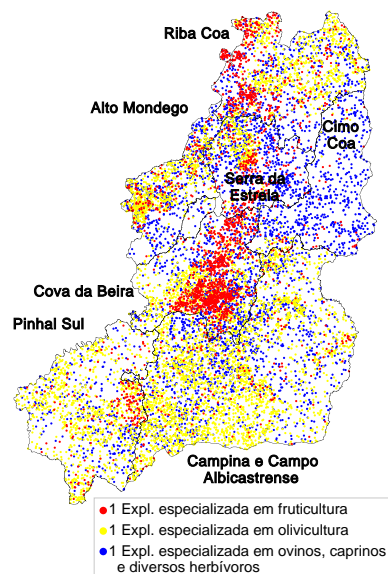 Riba Coa
Alto Mondego
Cimo
Coa
Serra da
Estrela
Cova da Beira
Pinhal Sul
Campina e Campo
Albicastrense
1 Expl. especializada em fruticultura
1 Expl. especializada em olivicultura
1 Expl. especializada em ovinos, caprinos
e diversos herbívoros